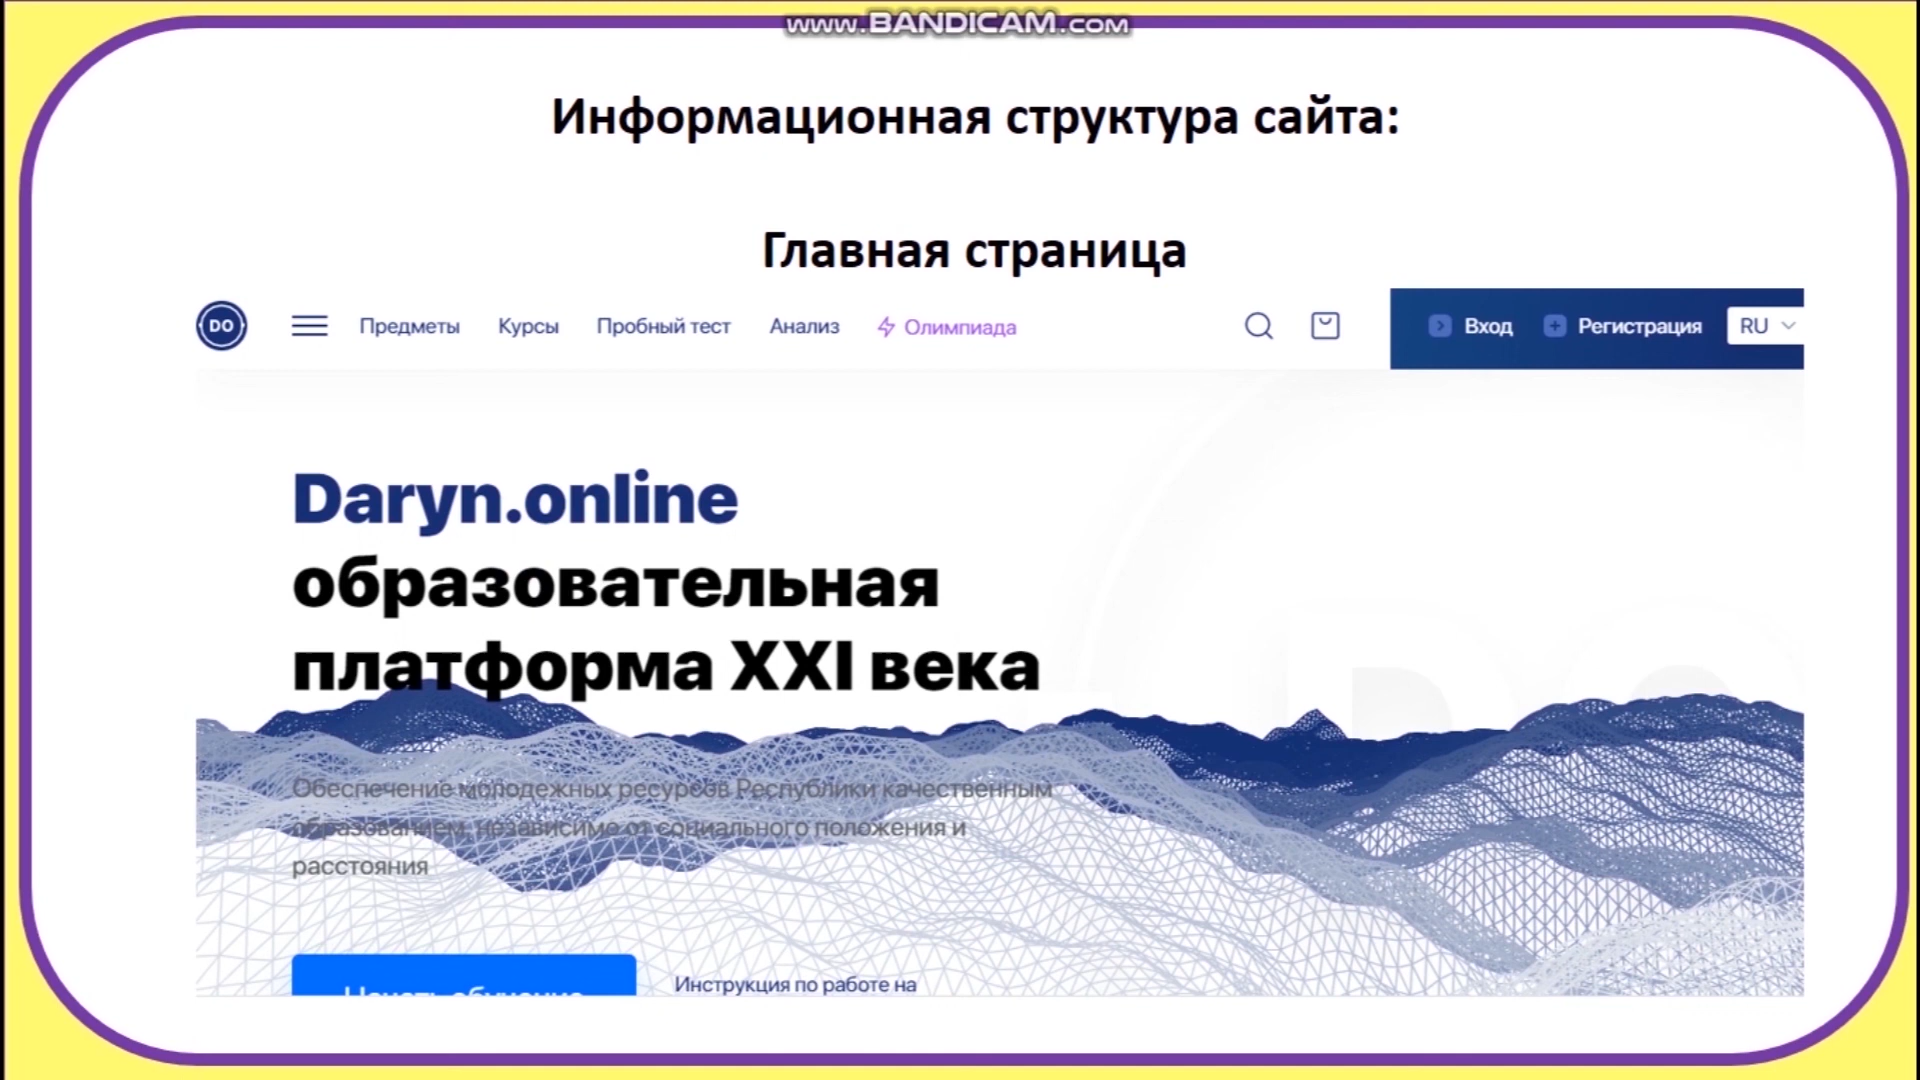 www.BANDICAM.com
Информационная структура сайта:
Главная страница
DO
Предметы Курсы Пробный тест Анализ Олимпиада Вход Регистрация RU
Daryn.online
образовательная
платформа XXI века
Обеспечение молодежных ресурсов Республики качественным
образованием, независимо от социального положения и
расстояния
Начать обучение
Инструкция по работе на